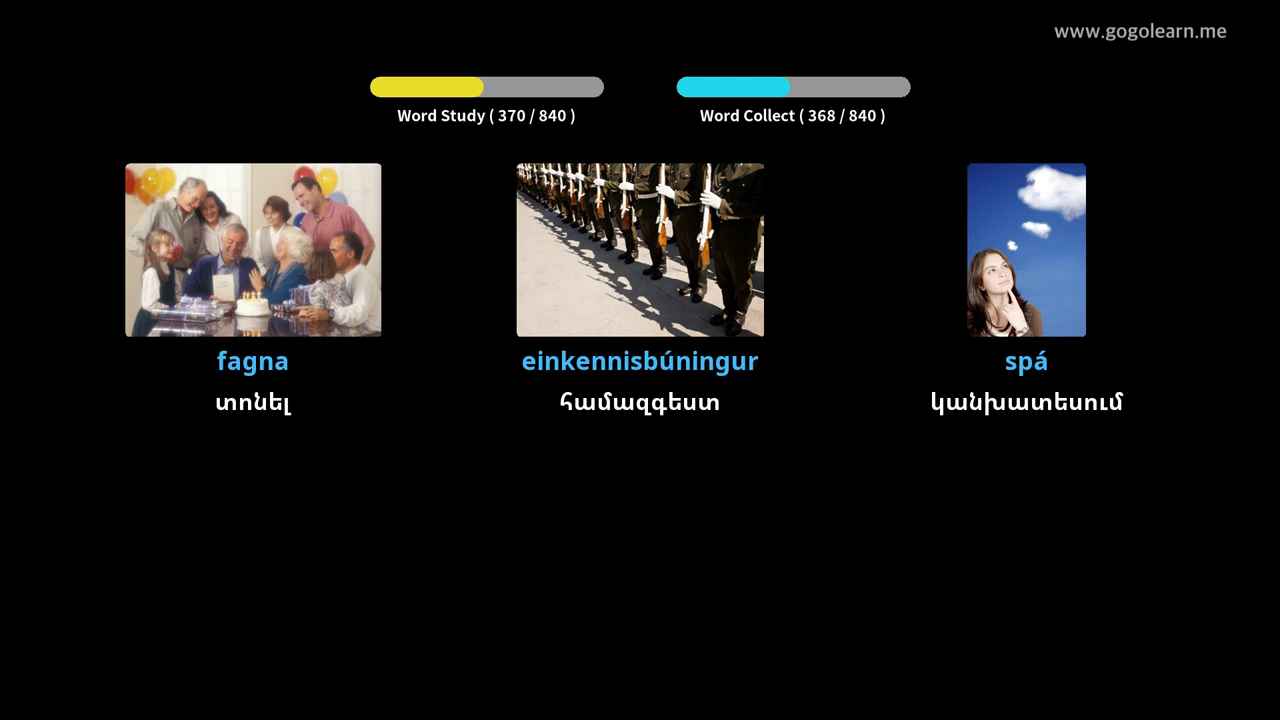 www.gogolearn.me
Word Study ( 370 / 840 )
Word Collect ( 368 / 840 )
fagna
einkennisbúningur
spá
տոնել
համազգեստ
կանխատեսում